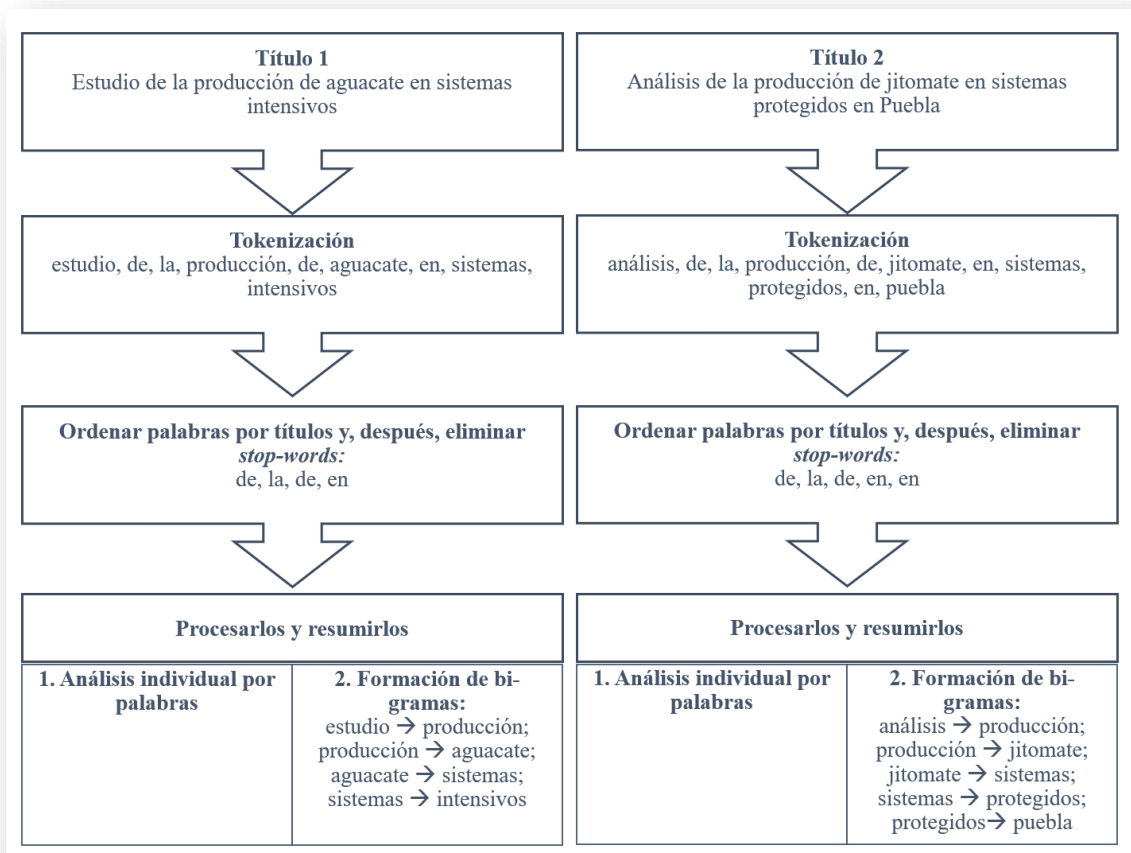 Título 1
Estudio de la producción de aguacate en sistemas
intensivos
Tokenización
estudio, de, la, producción, de, aguacate, en, sistemas,
intensivos
Ordenar palabras por títulos y, después, eliminar
stop-words:
de, la, de, en
Procesarlos y resumirlos
1. Análisis individual por
palabras
2. Formación de bi-
gramas:
estudio → producción;
producción → aguacate;
aguacate → sistemas;
sistemas → intensivos
Título 2
Análisis de la producción de jitomate en sistemas
protegidos en Puebla
Tokenización
análisis, de, la, producción, de, jitomate, en, sistemas,
protegidos, en, puebla
Ordenar palabras por títulos y, después, eliminar
stop-words:
de, la, de, en, en
Procesarlos y resumirlos
1. Análisis individual por
palabras
2. Formación de bi-
gramas:
análisis → producción;
producción → jitomate;
jitomate → sistemas;
sistemas → protegidos;
protegidos→ puebla